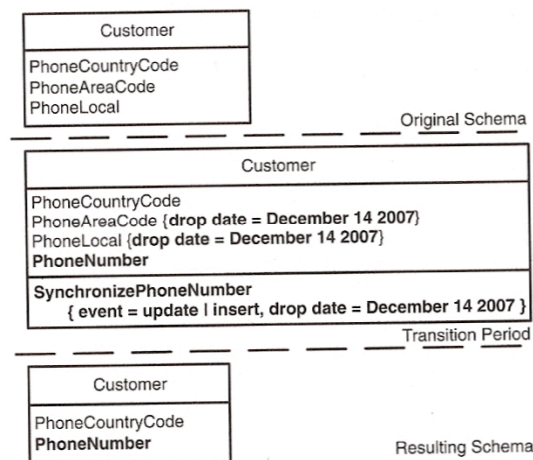 Customer
PhoneCountryCode
PhoneAreaCode
PhoneLocal
Original Schema
Customer
PhoneCountryCode
PhoneAreaCode {drop date = December 14 2007}
PhoneLocal {drop date = December 14 2007}
PhoneNumber
SynchronizePhoneNumber
{ event = update | insert, drop date = December 14 2007 }
Transition Period
Customer
PhoneCountryCode
PhoneNumber
Resulting Schema